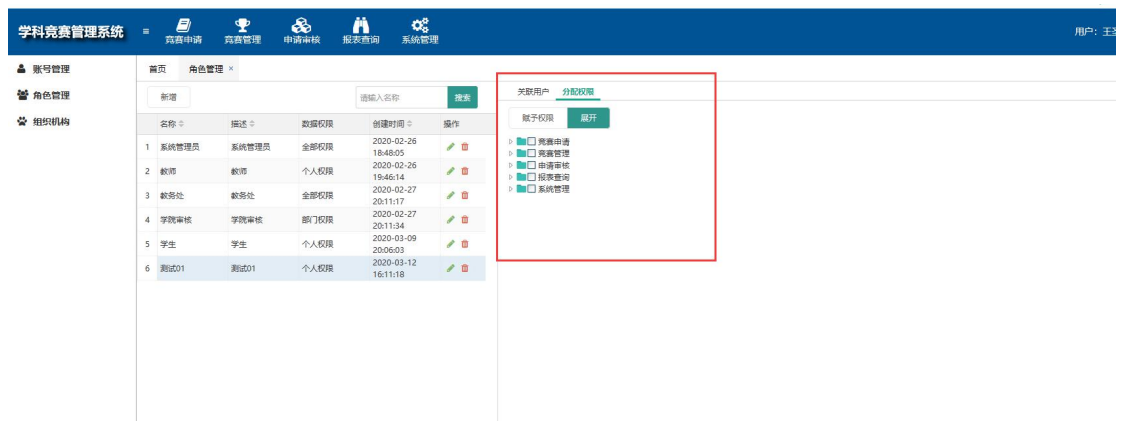 学科竞赛管理系统
竞赛申请 竞赛管理 申请审核 报表查询 系统管理
用户：王
账号管理
角色管理
组织机构
首页 角色管理 ×
新增 请输入名称 搜索
名称 描述 数据权限 创建时间 操作
1 系统管理员 系统管理员 全部权限 2020-02-26 18:48:05
2 教师 教师 个人权限 2020-02-26 19:46:14
3 教务处 教务处 全部权限 2020-02-27 20:11:17
4 学院审核 学院审核 部门权限 2020-02-27 20:11:34
5 学生 学生 个人权限 2020-03-09 20:06:03
6 测试01 测试01 个人权限 2020-03-12 16:11:18
关联用户 分配权限
赋予权限 展开
竞赛申请
竞赛管理
申请审核
报表查询
系统管理